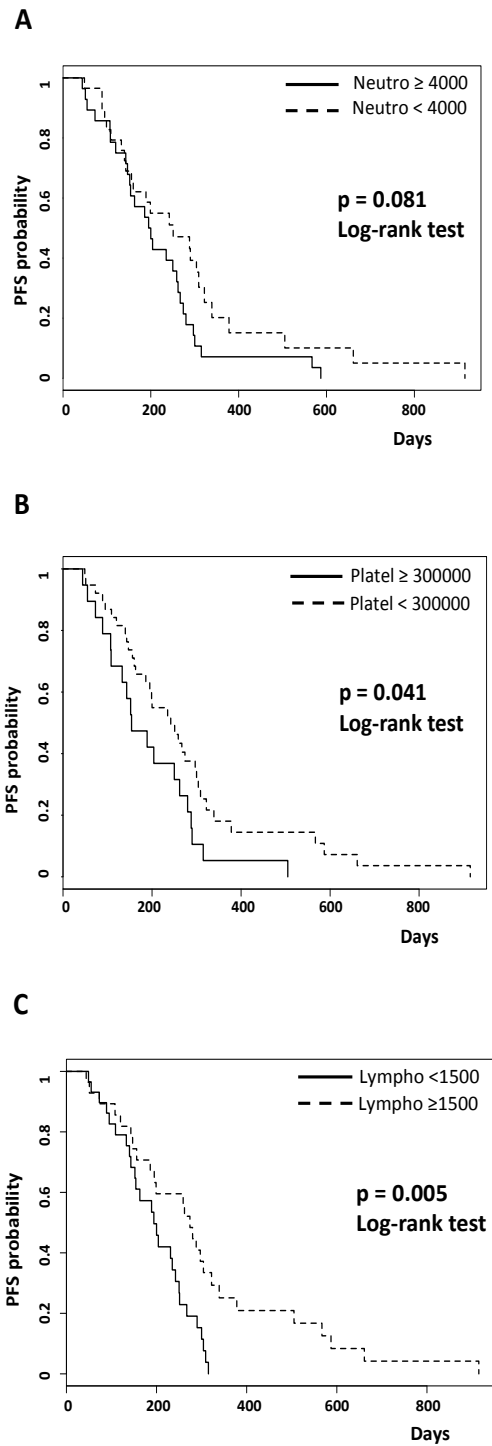 A
Neutro ≥ 4000
Neutro < 4000
p = 0.081
Log-rank test
PFS probability
1
0.8
0.6
0.4
0.2
0
0 200 400 600 800
Days
B
Platel ≥ 300000
Platel < 300000
p = 0.041
Log-rank test
PFS probability
1
0.8
0.6
0.4
0.2
0
0 200 400 600 800
Days
C
Lympho <1500
Lympho ≥1500
p = 0.005
Log-rank test
PFS probability
1
0.8
0.6
0.4
0.2
0
0 200 400 600 800
Days